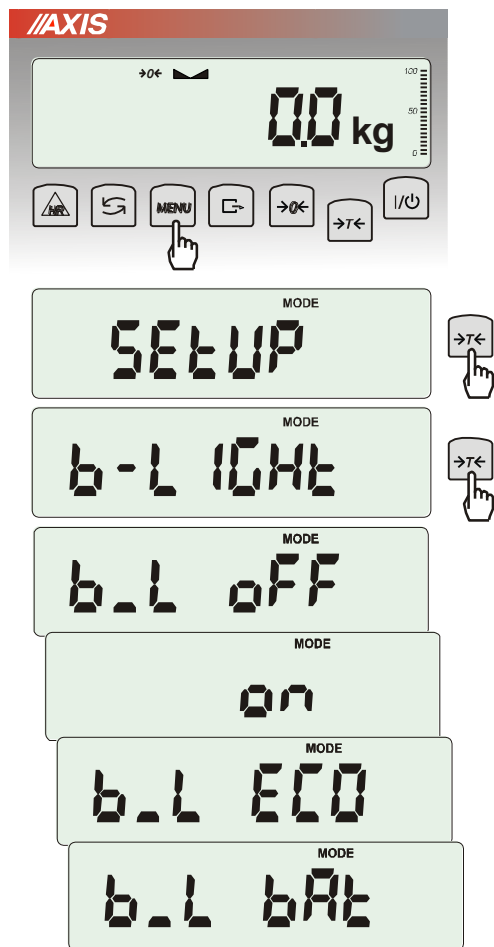 //AXIS
→0←
100
50
0
0.0 kg
HR MENU →0← →T← I/⏻
MODE
SEtUP
→T←
MODE
b-LIGHt
→T←
MODE
b_L oFF
MODE
on
MODE
b_L ECO
MODE
b_L bAt